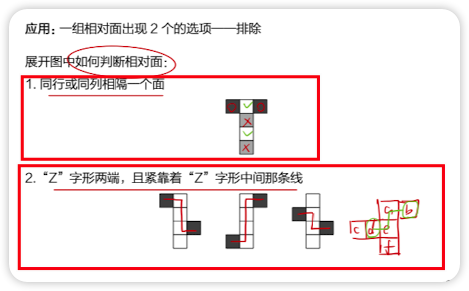 应用：一组相对面出现 2 个的选项——排除
展开图中如何判断相对面：
1. 同行或同列相隔一个面
2. “Z”字形两端，且紧靠着“Z”字形中间那条线
a b
c d e
f